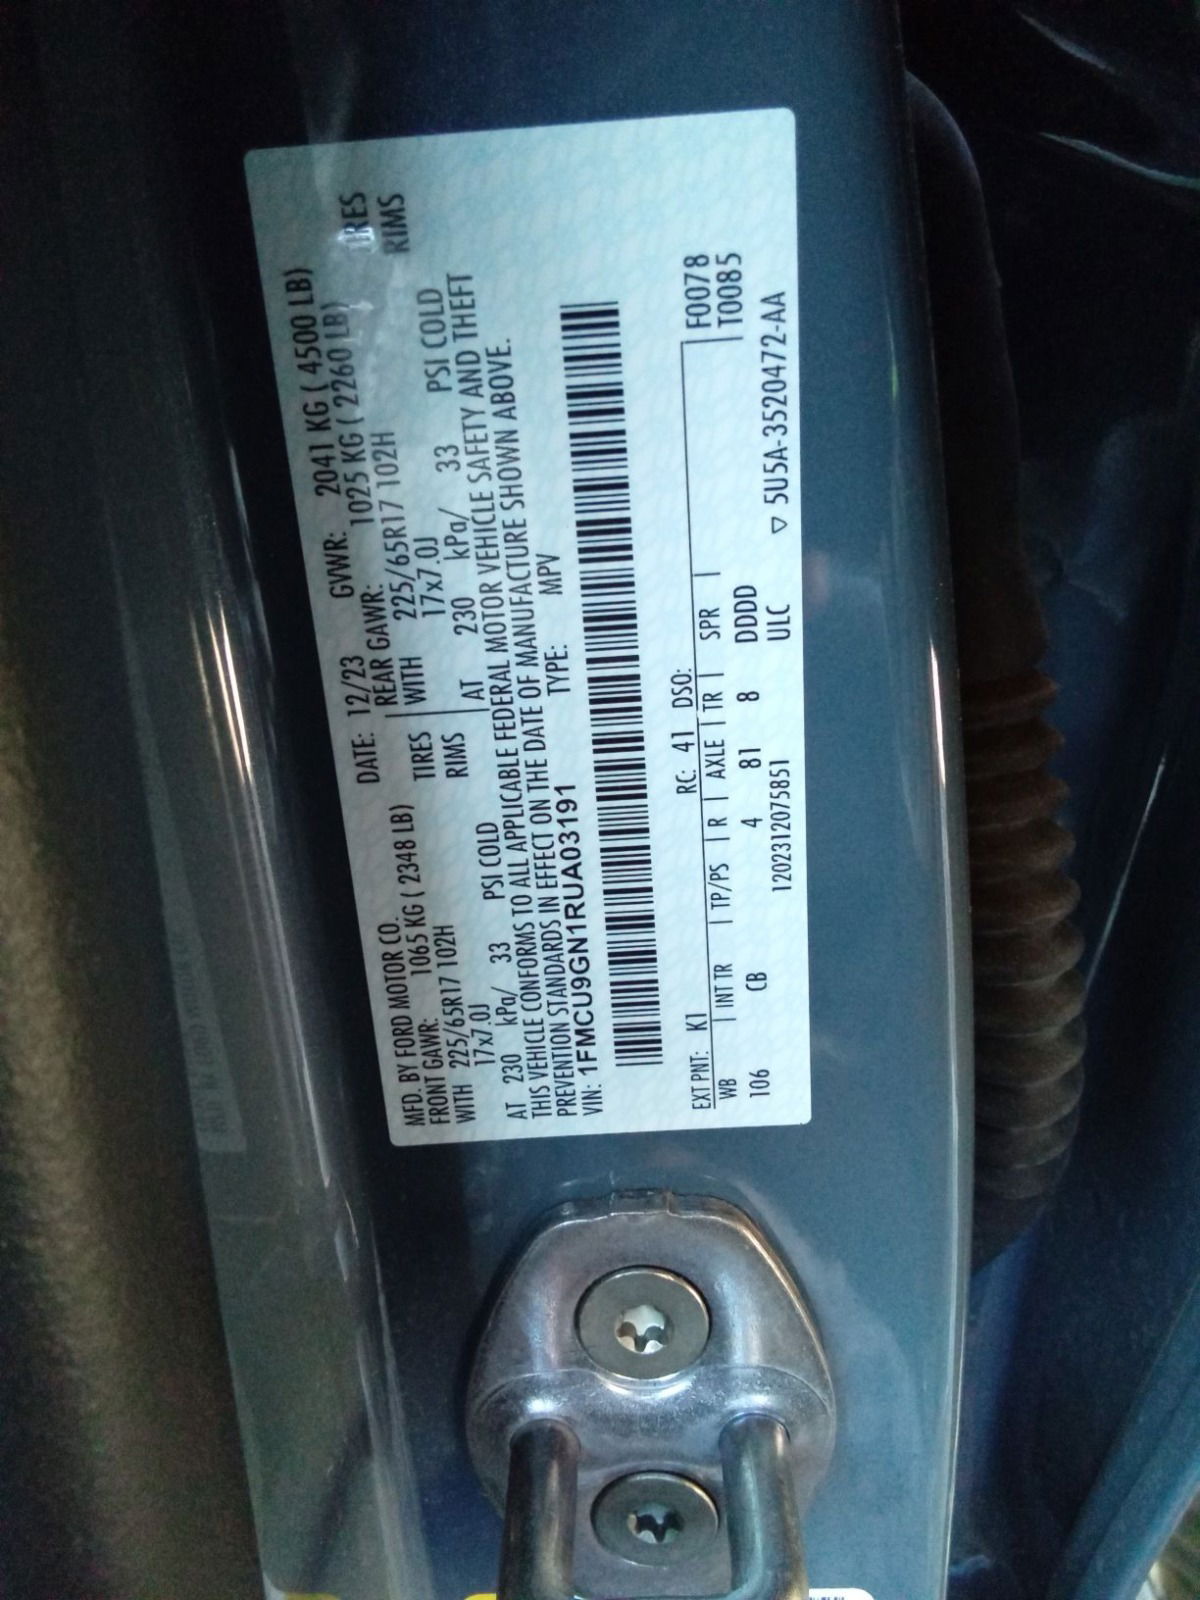 MFD. BY FORD MOTOR CO. DATE: 12/23 GVWR: 2041 KG ( 4500 LB)
FRONT GAWR: 1065 KG ( 2348 LB) REAR GAWR: 1025 KG ( 2260 LB)
WITH 225/65R17 102H TIRES WITH 225/65R17 102H TIRES
17x7.0J RIMS 17x7.0J RIMS
AT 230 kPa/ 33 PSI COLD AT 230 kPa/ 33 PSI COLD
THIS VEHICLE CONFORMS TO ALL APPLICABLE FEDERAL MOTOR VEHICLE SAFETY AND THEFT
PREVENTION STANDARDS IN EFFECT ON THE DATE OF MANUFACTURE SHOWN ABOVE.
VIN: 1FMCU9GN1RUA03191 TYPE: MPV
EXT PNT: K1 RC: 41 DSO: F0078
WB | INT TR | TP/PS | R | AXLE | TR | SPR | T0085
106 CB 4 81 8 DDDD
1202312075851 ULC ▽ 5U5A-3520472-AA